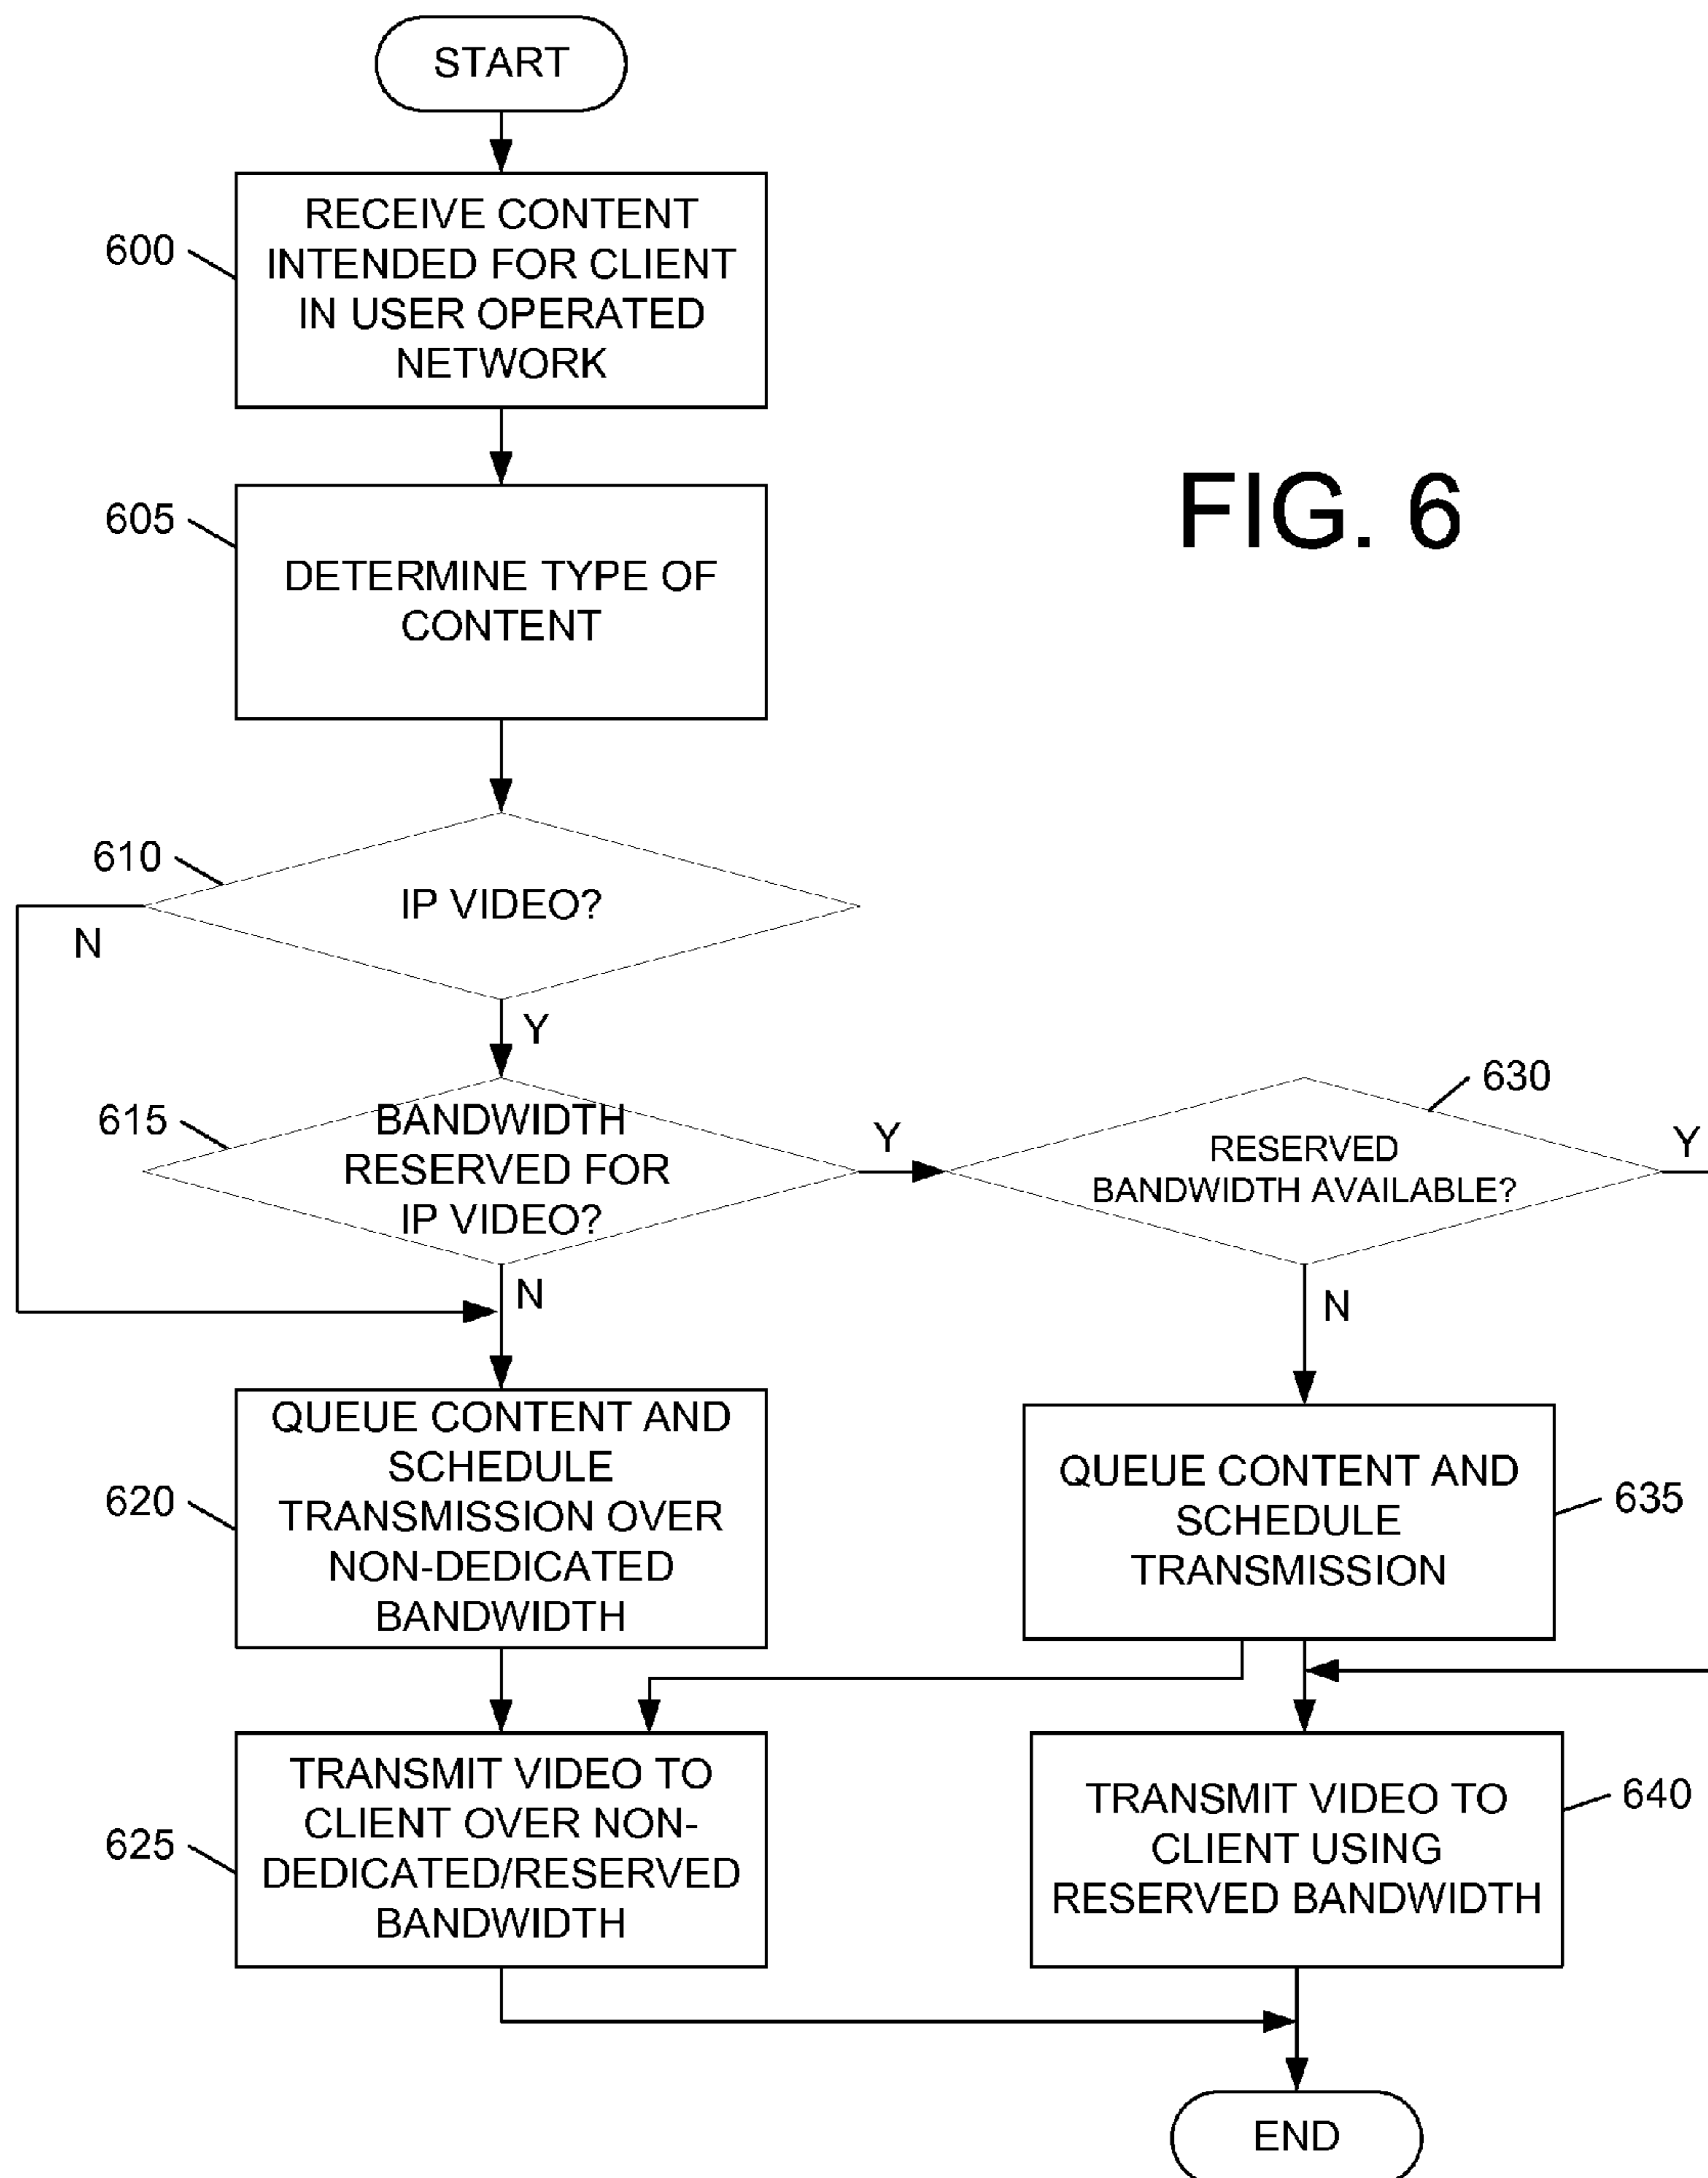 START
600
RECEIVE CONTENT
INTENDED FOR CLIENT
IN USER OPERATED
NETWORK
FIG. 6
605
DETERMINE TYPE OF
CONTENT
610
IP VIDEO?
N
Y
615
BANDWIDTH
RESERVED FOR
IP VIDEO?
Y
630
RESERVED
BANDWIDTH AVAILABLE?
Y
N
N
620
QUEUE CONTENT AND
SCHEDULE
TRANSMISSION OVER
NON-DEDICATED
BANDWIDTH
QUEUE CONTENT AND
SCHEDULE
TRANSMISSION
635
625
TRANSMIT VIDEO TO
CLIENT OVER NON-
DEDICATED/RESERVED
BANDWIDTH
TRANSMIT VIDEO TO
CLIENT USING
RESERVED BANDWIDTH
640
END